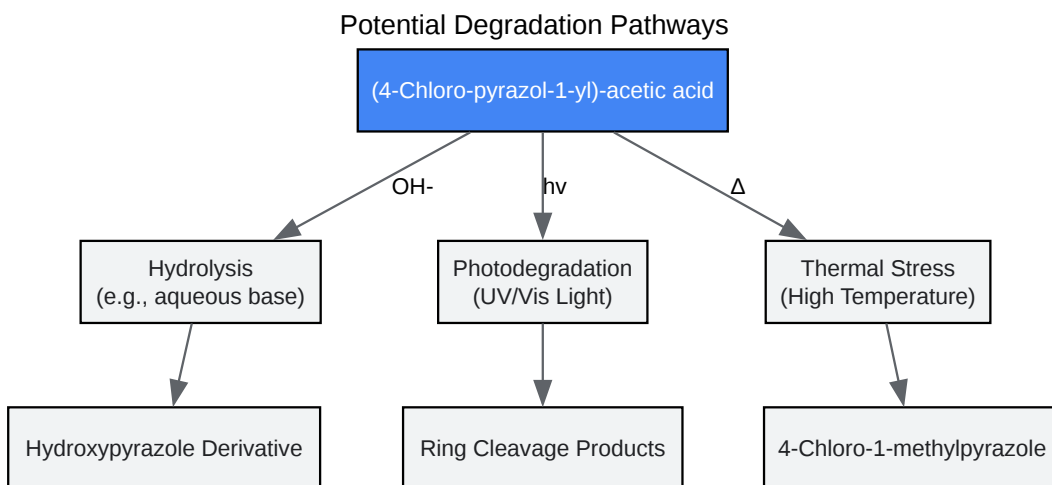 Potential Degradation Pathways
(4-Chloro-pyrazol-1-yl)-acetic acid
OH-
hv
Δ
Hydrolysis
(e.g., aqueous base)
Photodegradation
(UV/Vis Light)
Thermal Stress
(High Temperature)
Hydroxypyrazole Derivative
Ring Cleavage Products
4-Chloro-1-methylpyrazole